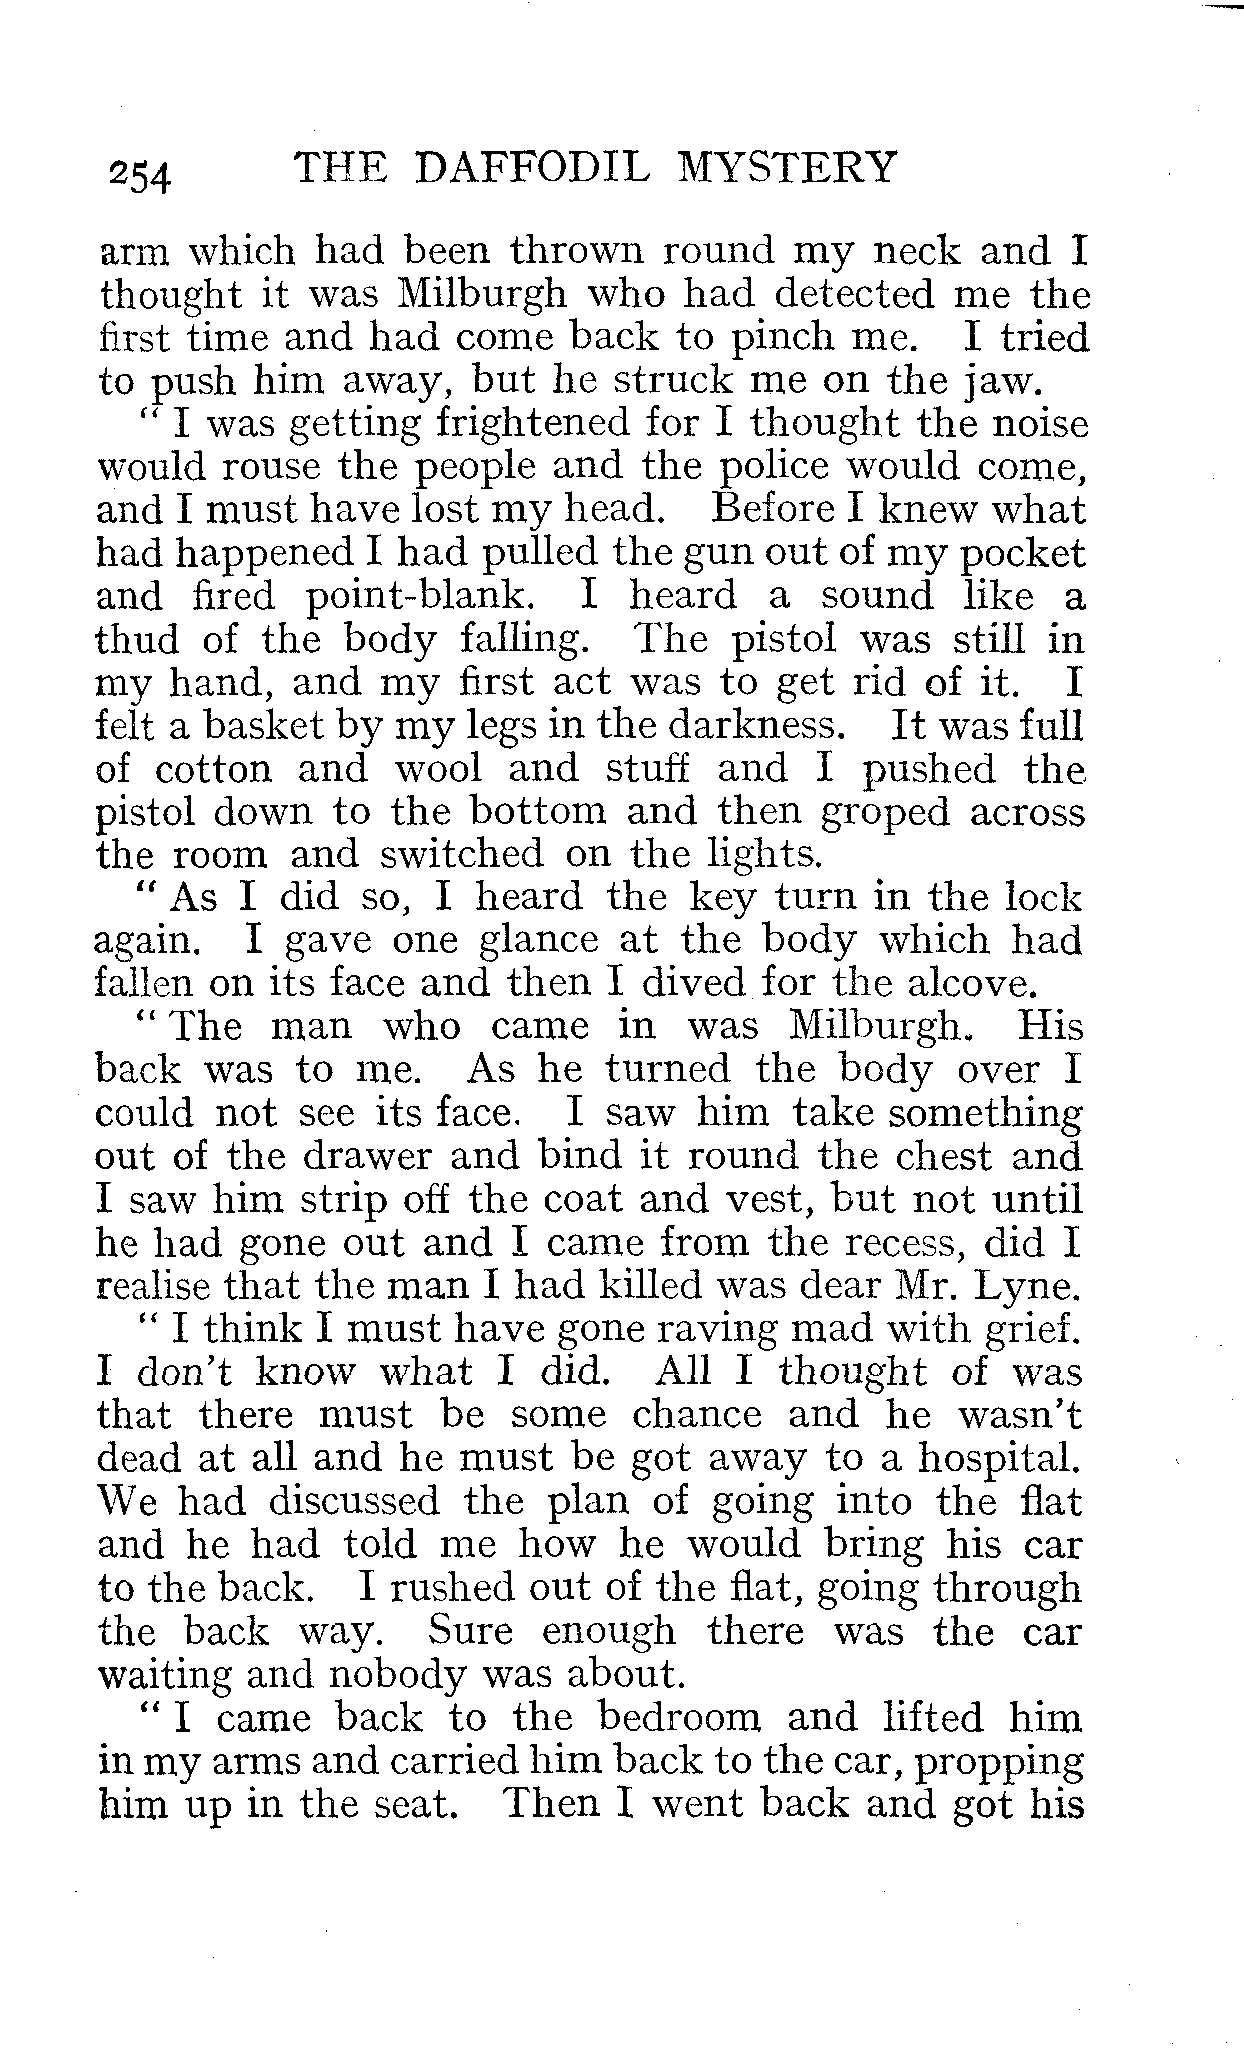 254 THE DAFFODIL MYSTERY
arm which had been thrown round my neck and I
thought it was Milburgh who had detected me the
first time and had come back to pinch me. I tried
to push him away, but he struck me on the jaw.
“ I was getting frightened for I thought the noise
would rouse the people and the police would come,
and I must have lost my head. Before I knew what
had happened I had pulled the gun out of my pocket
and fired point-blank. I heard a sound like a
thud of the body falling. The pistol was still in
my hand, and my first act was to get rid of it. I
felt a basket by my legs in the darkness. It was full
of cotton and wool and stuff and I pushed the
pistol down to the bottom and then groped across
the room and switched on the lights.
“ As I did so, I heard the key turn in the lock
again. I gave one glance at the body which had
fallen on its face and then I dived for the alcove.
“ The man who came in was Milburgh. His
back was to me. As he turned the body over I
could not see its face. I saw him take something
out of the drawer and bind it round the chest and
I saw him strip off the coat and vest, but not until
he had gone out and I came from the recess, did I
realise that the man I had killed was dear Mr. Lyne.
“ I think I must have gone raving mad with grief.
I don't know what I did. All I thought of was
that there must be some chance and he wasn't
dead at all and he must be got away to a hospital.
We had discussed the plan of going into the flat
and he had told me how he would bring his car
to the back. I rushed out of the flat, going through
the back way. Sure enough there was the car
waiting and nobody was about.
“ I came back to the bedroom and lifted him
in my arms and carried him back to the car, propping
him up in the seat. Then I went back and got his